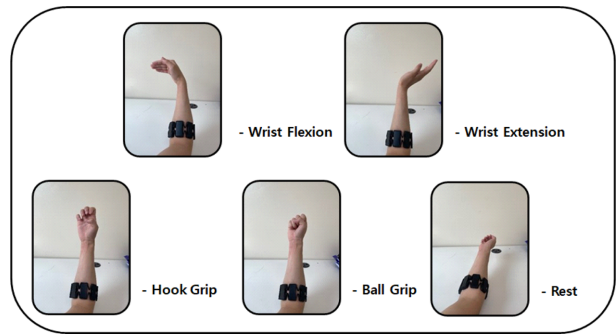 - Wrist Flexion
- Wrist Extension
- Hook Grip
- Ball Grip
- Rest